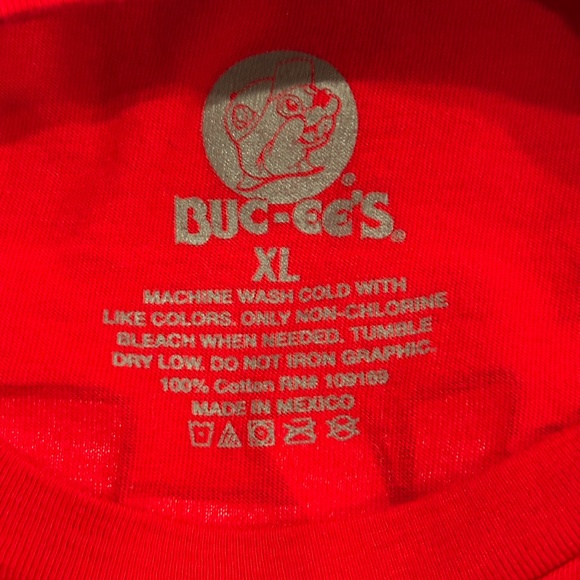 BUC-EE'S®
XL
MACHINE WASH COLD WITH
LIKE COLORS. ONLY NON-CHLORINE
BLEACH WHEN NEEDED. TUMBLE
DRY LOW. DO NOT IRON GRAPHIC.
100% Cotton RN# 109169
MADE IN MEXICO